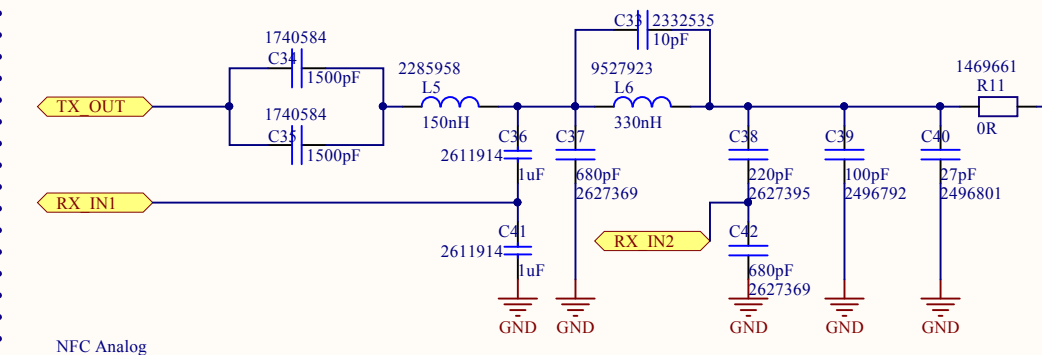 C33 2332535
10pF
1740584
C34
1500pF
2285958
L5
150nH
9527923
L6
330nH
1469661
R11
0R
TX_OUT
1740584
C35
1500pF
C36
2611914
1uF
C37
680pF
2627369
C38
220pF
2627395
C39
100pF
2496792
C40
27pF
2496801
RX_IN1
C41
2611914
1uF
RX_IN2
C42
680pF
2627369
GND
GND
GND
GND
GND
NFC Analog